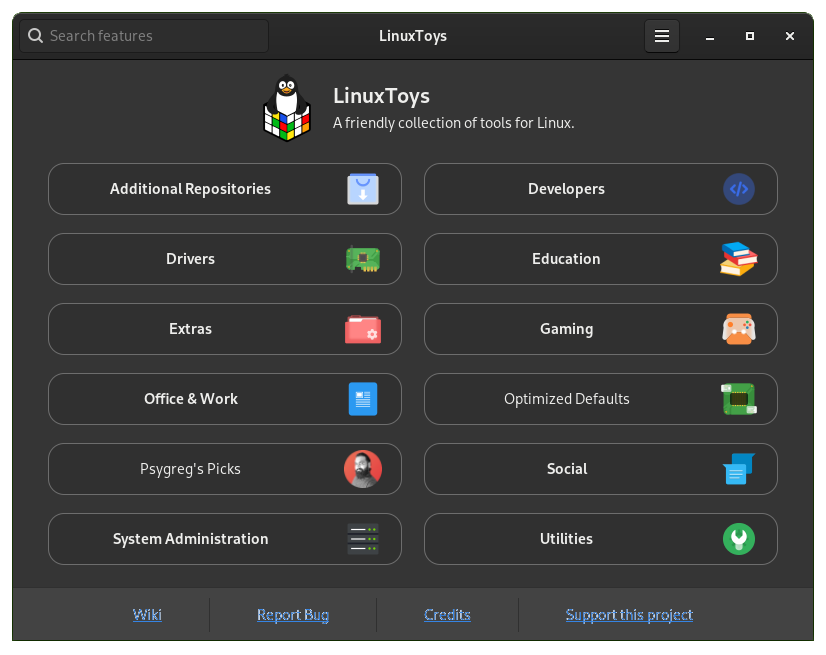 Search features
LinuxToys
LinuxToys
A friendly collection of tools for Linux.
Additional Repositories
Developers
Drivers
Education
Extras
Gaming
Office & Work
Optimized Defaults
Psygreg's Picks
Social
System Administration
Utilities
Wiki
Report Bug
Credits
Support this project